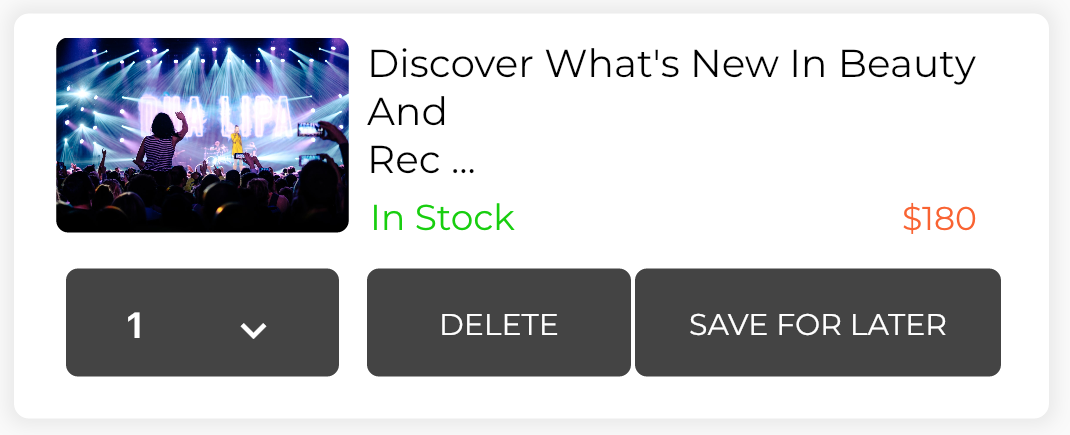 DUA LIPA
Discover What's New In Beauty
And
Rec ...
In Stock
$180
1
DELETE
SAVE FOR LATER